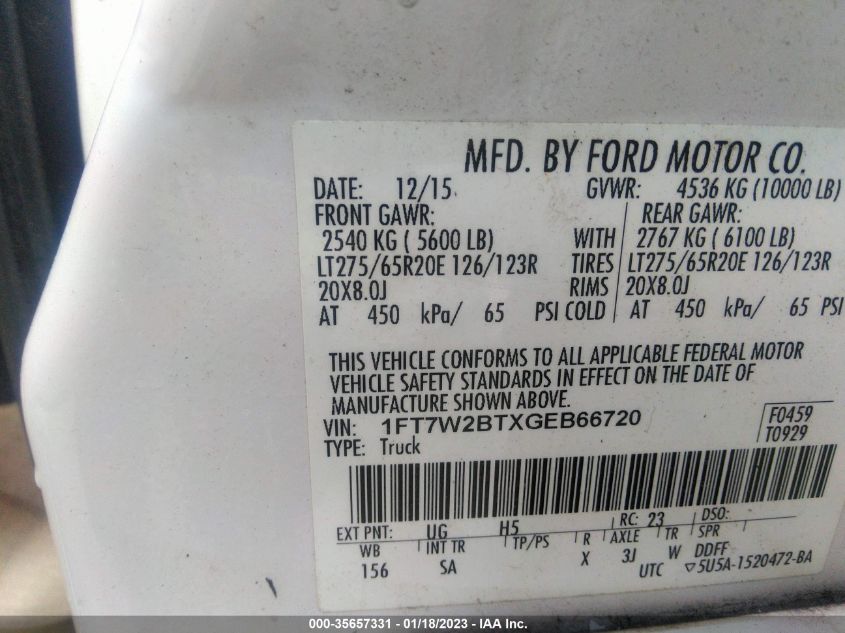 MFD. BY FORD MOTOR CO.
DATE: 12/15 GVWR: 4536 KG (10000 LB)
FRONT GAWR: REAR GAWR:
2540 KG ( 5600 LB) WITH 2767 KG ( 6100 LB)
LT275/65R20E 126/123R TIRES LT275/65R20E 126/123R
20X8.0J RIMS 20X8.0J
AT 450 kPa/ 65 PSI COLD AT 450 kPa/ 65 PSI
THIS VEHICLE CONFORMS TO ALL APPLICABLE FEDERAL MOTOR
VEHICLE SAFETY STANDARDS IN EFFECT ON THE DATE OF
MANUFACTURE SHOWN ABOVE.
VIN: 1FT7W2BTXGEB66720 F0459
TYPE: Truck T0929
EXT PNT: UG H5 RC: 23 DSO:
WB INT TR TP/PS R AXLE TR SPR
156 SA X 3J W DDFF
UTC ▽5U5A-1520472-BA
000-35657331 - 01/18/2023 - IAA Inc.